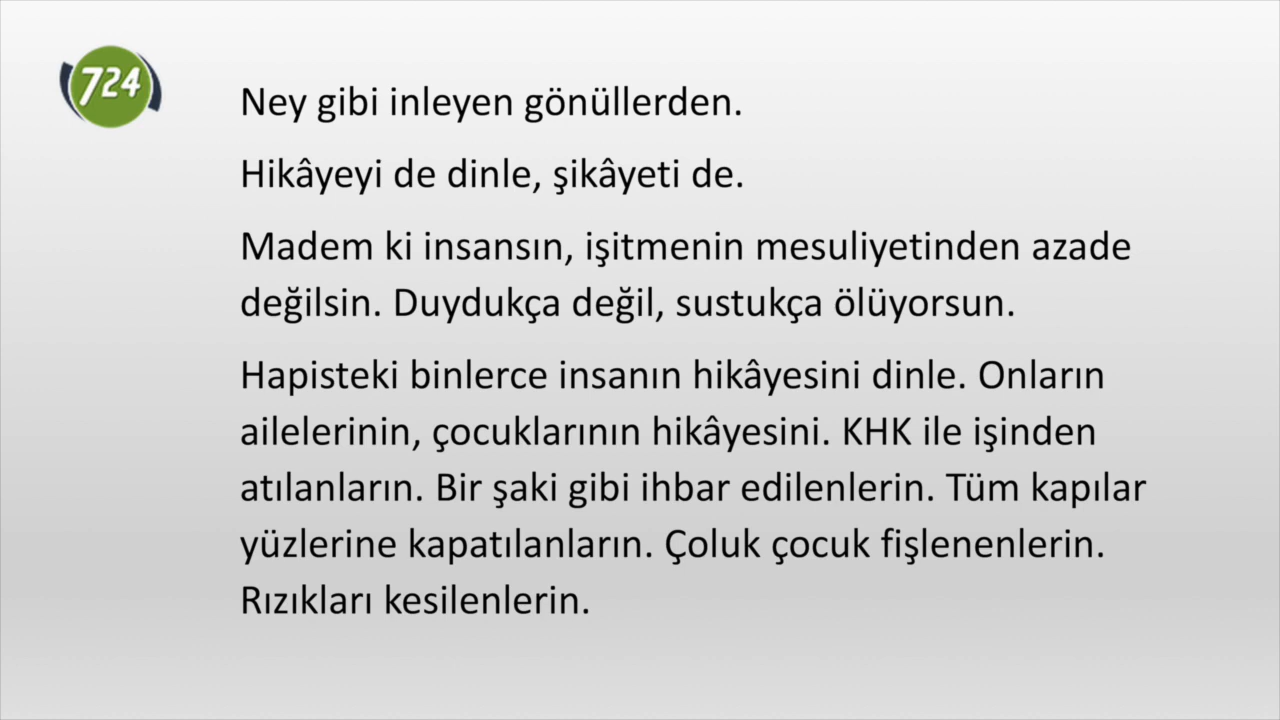 724
Ney gibi inleyen gönüllerden.
Hikâyeyi de dinle, şikâyeti de.
Madem ki insansın, işitmenin mesuliyetinden azade
değilsin. Duydukça değil, sustukça ölüyorsun.
Hapisteki binlerce insanın hikâyesini dinle. Onların
ailelerinin, çocuklarının hikâyesini. KHK ile işinden
atılanların. Bir şaki gibi ihbar edilenlerin. Tüm kapılar
yüzlerine kapatılanların. Çoluk çocuk fişlenenlerin.
Rızıkları kesilenlerin.